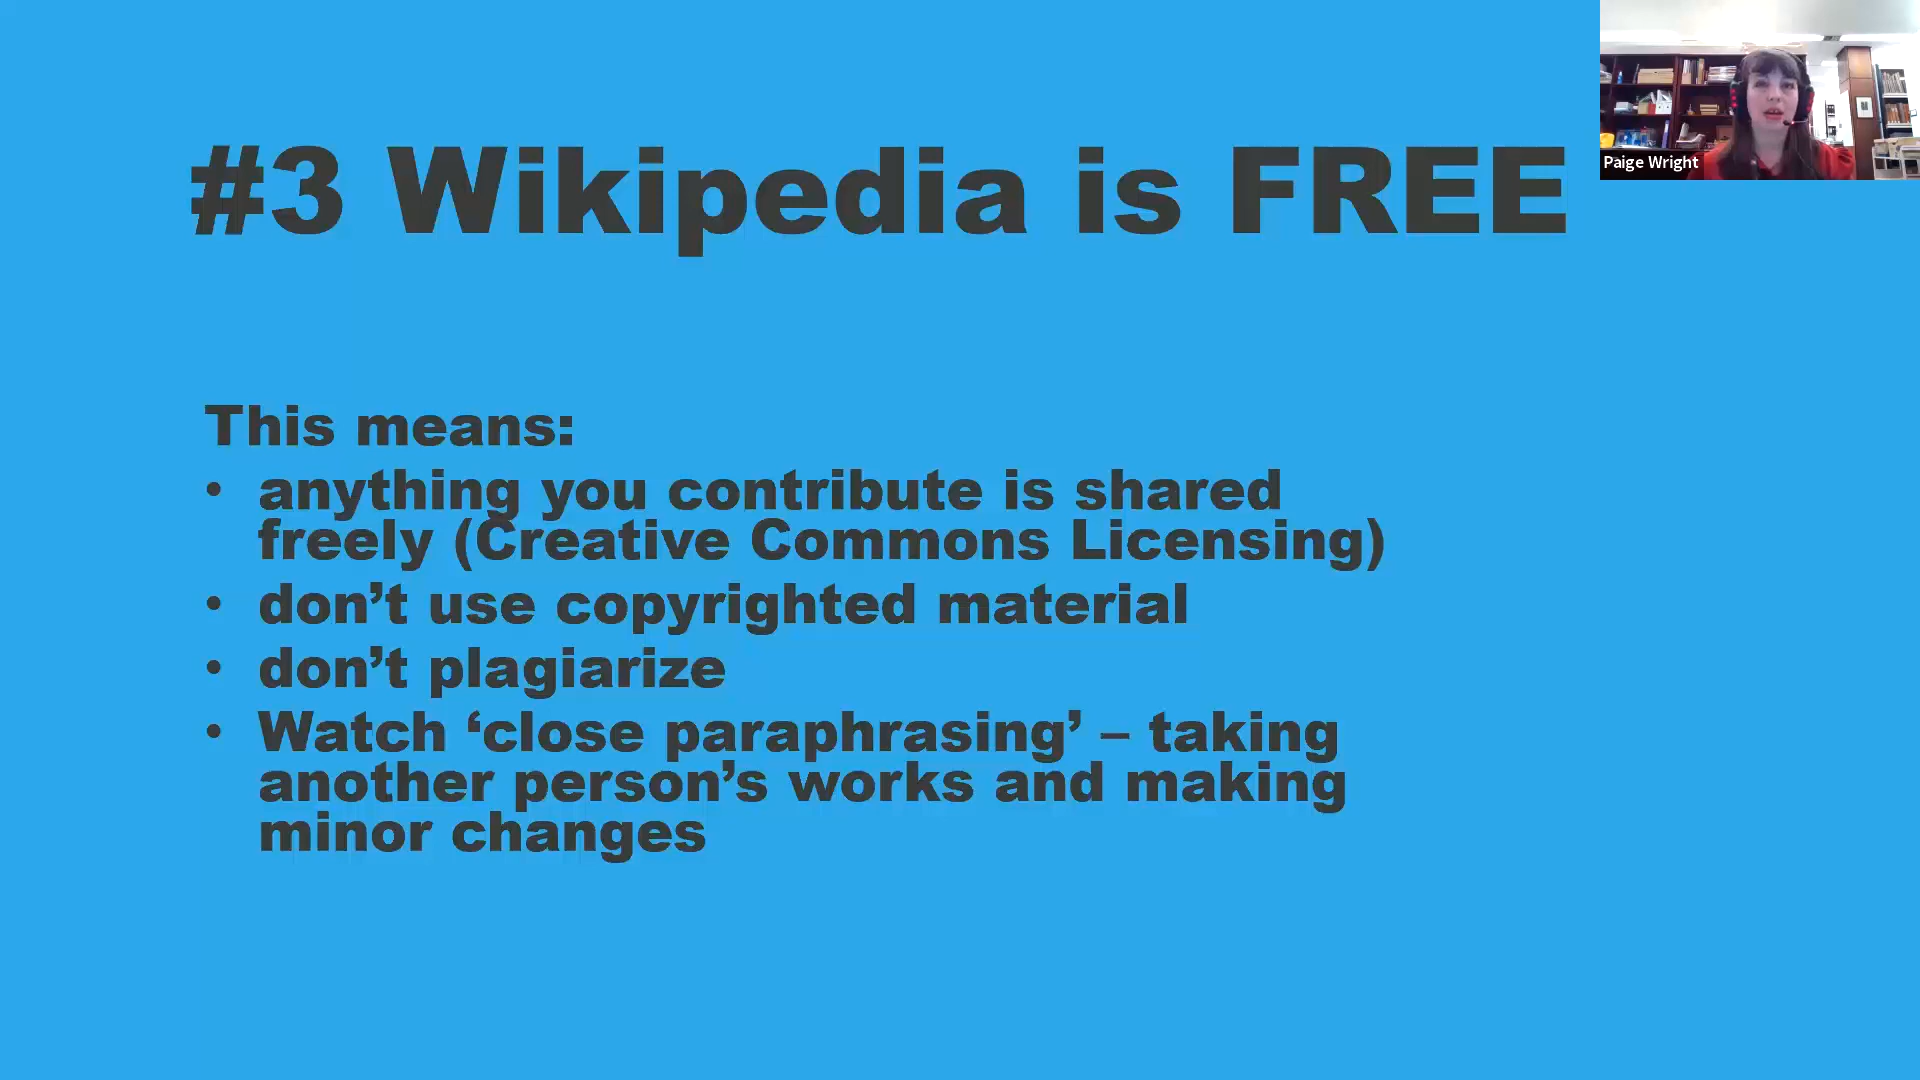 #3 Wikipedia is FREE
Paige Wright
This means:
• anything you contribute is shared
freely (Creative Commons Licensing)
• don’t use copyrighted material
• don’t plagiarize
• Watch ‘close paraphrasing’ – taking
another person’s works and making
minor changes